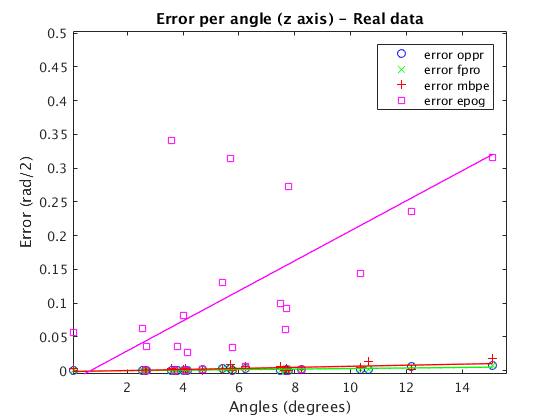 Error per angle (z axis) – Real data
0.5
0.45
0.4
0.35
0.3
0.25
0.2
0.15
0.1
0.05
0
Error (rad/2)
error oppr
error fpro
error mbpe
error epog
2 4 6 8 10 12 14
Angles (degrees)